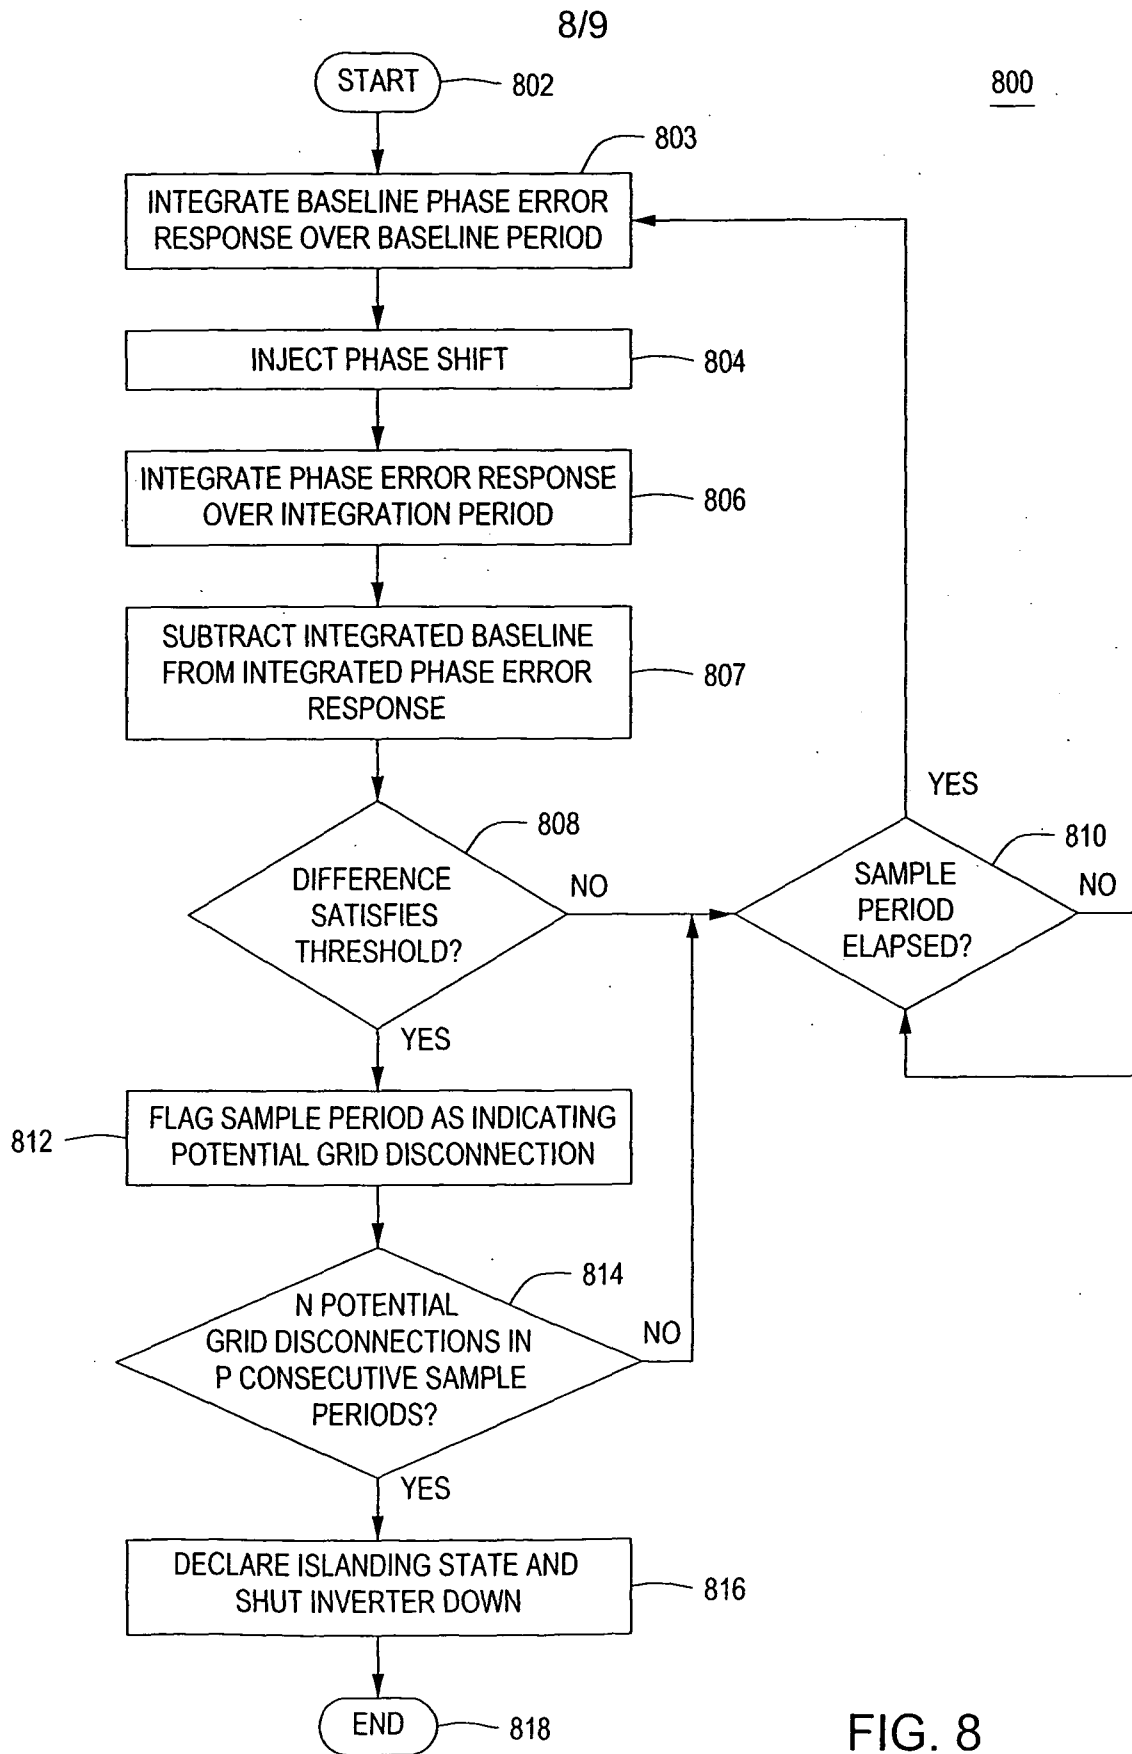 8/9
START
802
800
803
INTEGRATE BASELINE PHASE ERROR
RESPONSE OVER BASELINE PERIOD
INJECT PHASE SHIFT
804
INTEGRATE PHASE ERROR RESPONSE
OVER INTEGRATION PERIOD
806
SUBTRACT INTEGRATED BASELINE
FROM INTEGRATED PHASE ERROR
RESPONSE
807
808
DIFFERENCE
SATISFIES
THRESHOLD?
NO
YES
YES
810
SAMPLE
PERIOD
ELAPSED?
NO
812
FLAG SAMPLE PERIOD AS INDICATING
POTENTIAL GRID DISCONNECTION
814
N POTENTIAL
GRID DISCONNECTIONS IN
P CONSECUTIVE SAMPLE
PERIODS?
NO
YES
DECLARE ISLANDING STATE AND
SHUT INVERTER DOWN
816
END
818
FIG. 8